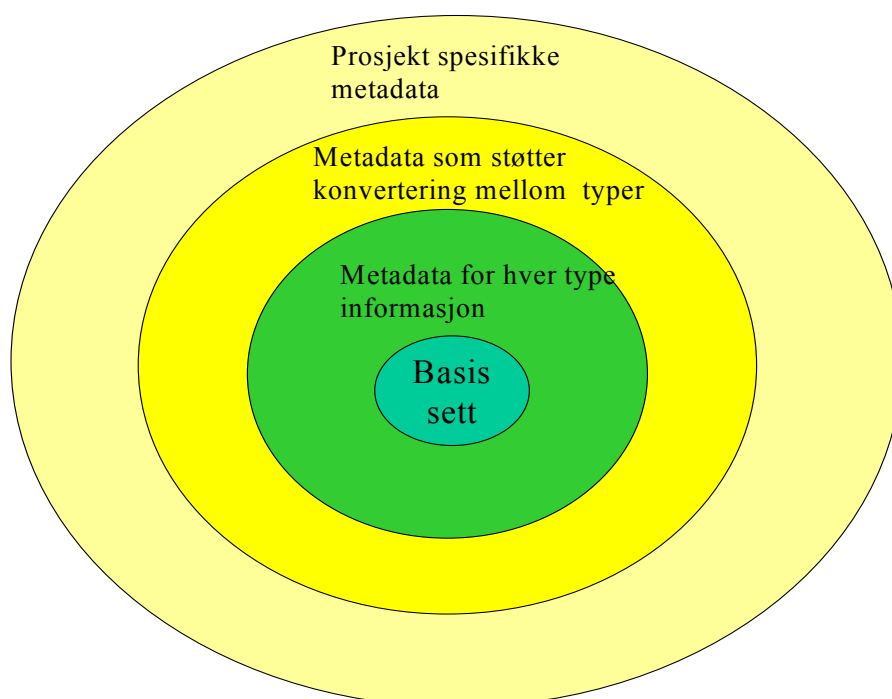 Prosjekt spesifikke
metadata
Metadata som støtter
konvertering mellom typer
Metadata for hver type
informasjon
Basis
sett